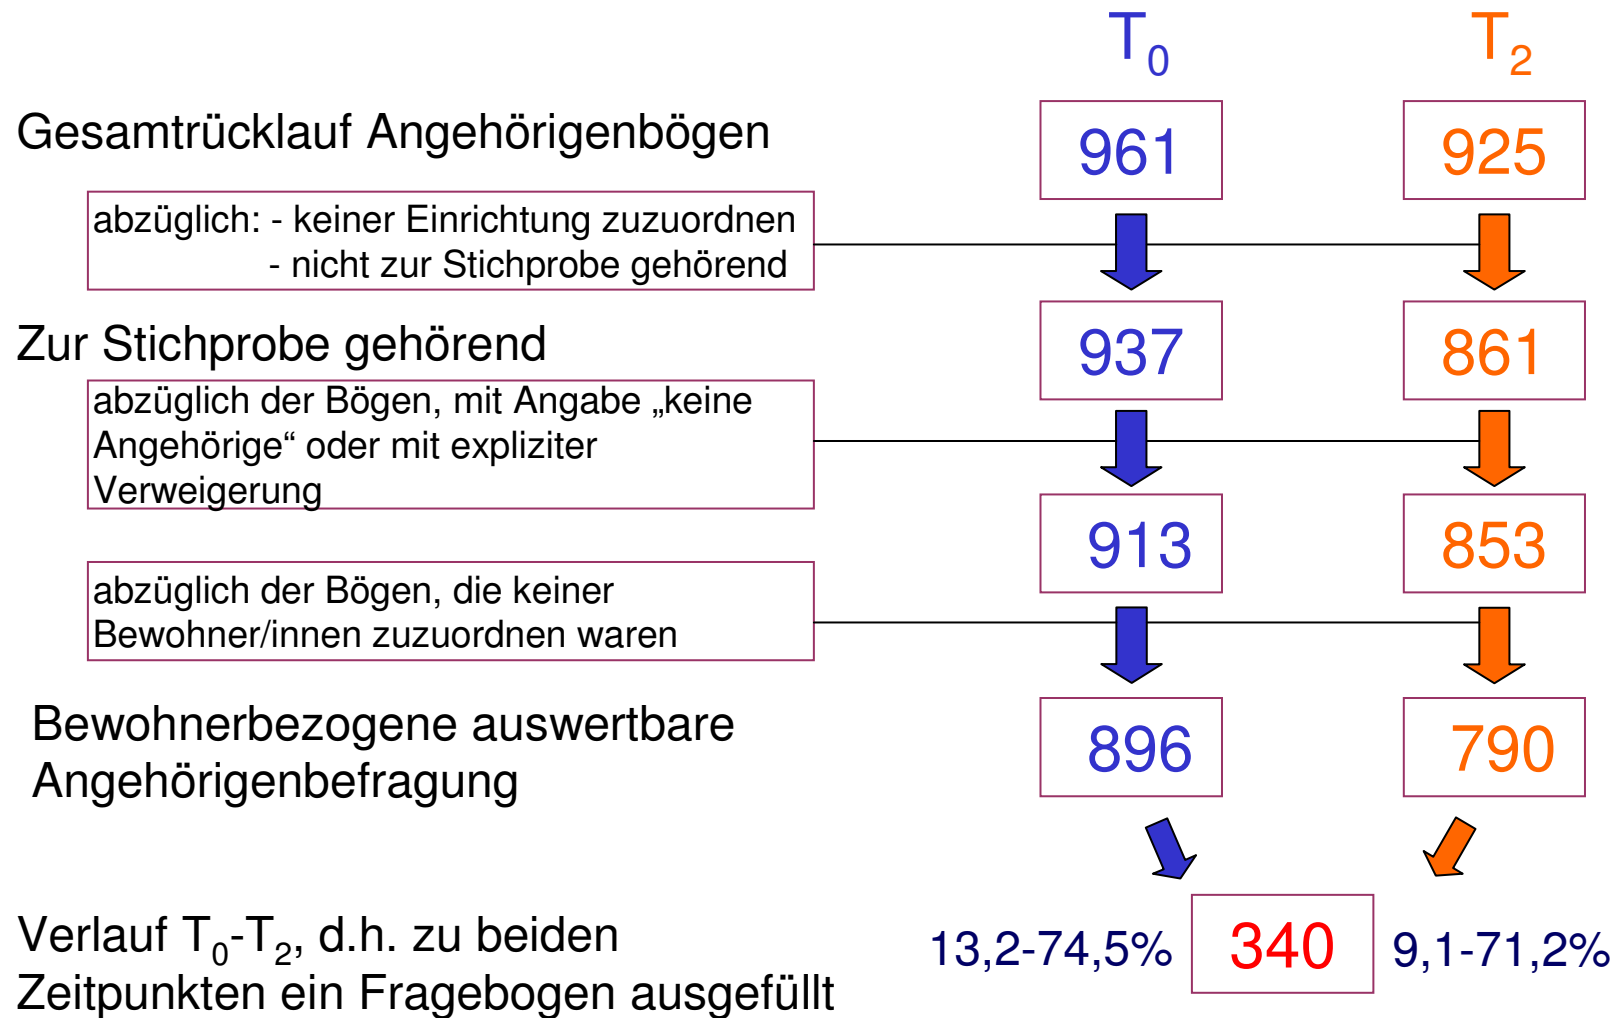 T₀ T₂
Gesamtrücklauf Angehörigenbögen 961 925
abzüglich: - keiner Einrichtung zuzuordnen
- nicht zur Stichprobe gehörend
Zur Stichprobe gehörend 937 861
abzüglich der Bögen, mit Angabe „keine
Angehörige“ oder mit expliziter
Verweigerung
913 853
abzüglich der Bögen, die keiner
Bewohner/innen zuzuordnen waren
Bewohnerbezogene auswertbare
Angehörigenbefragung
896 790
Verlauf T₀-T₂, d.h. zu beiden
Zeitpunkten ein Fragebogen ausgefüllt
13,2-74,5% 340 9,1-71,2%